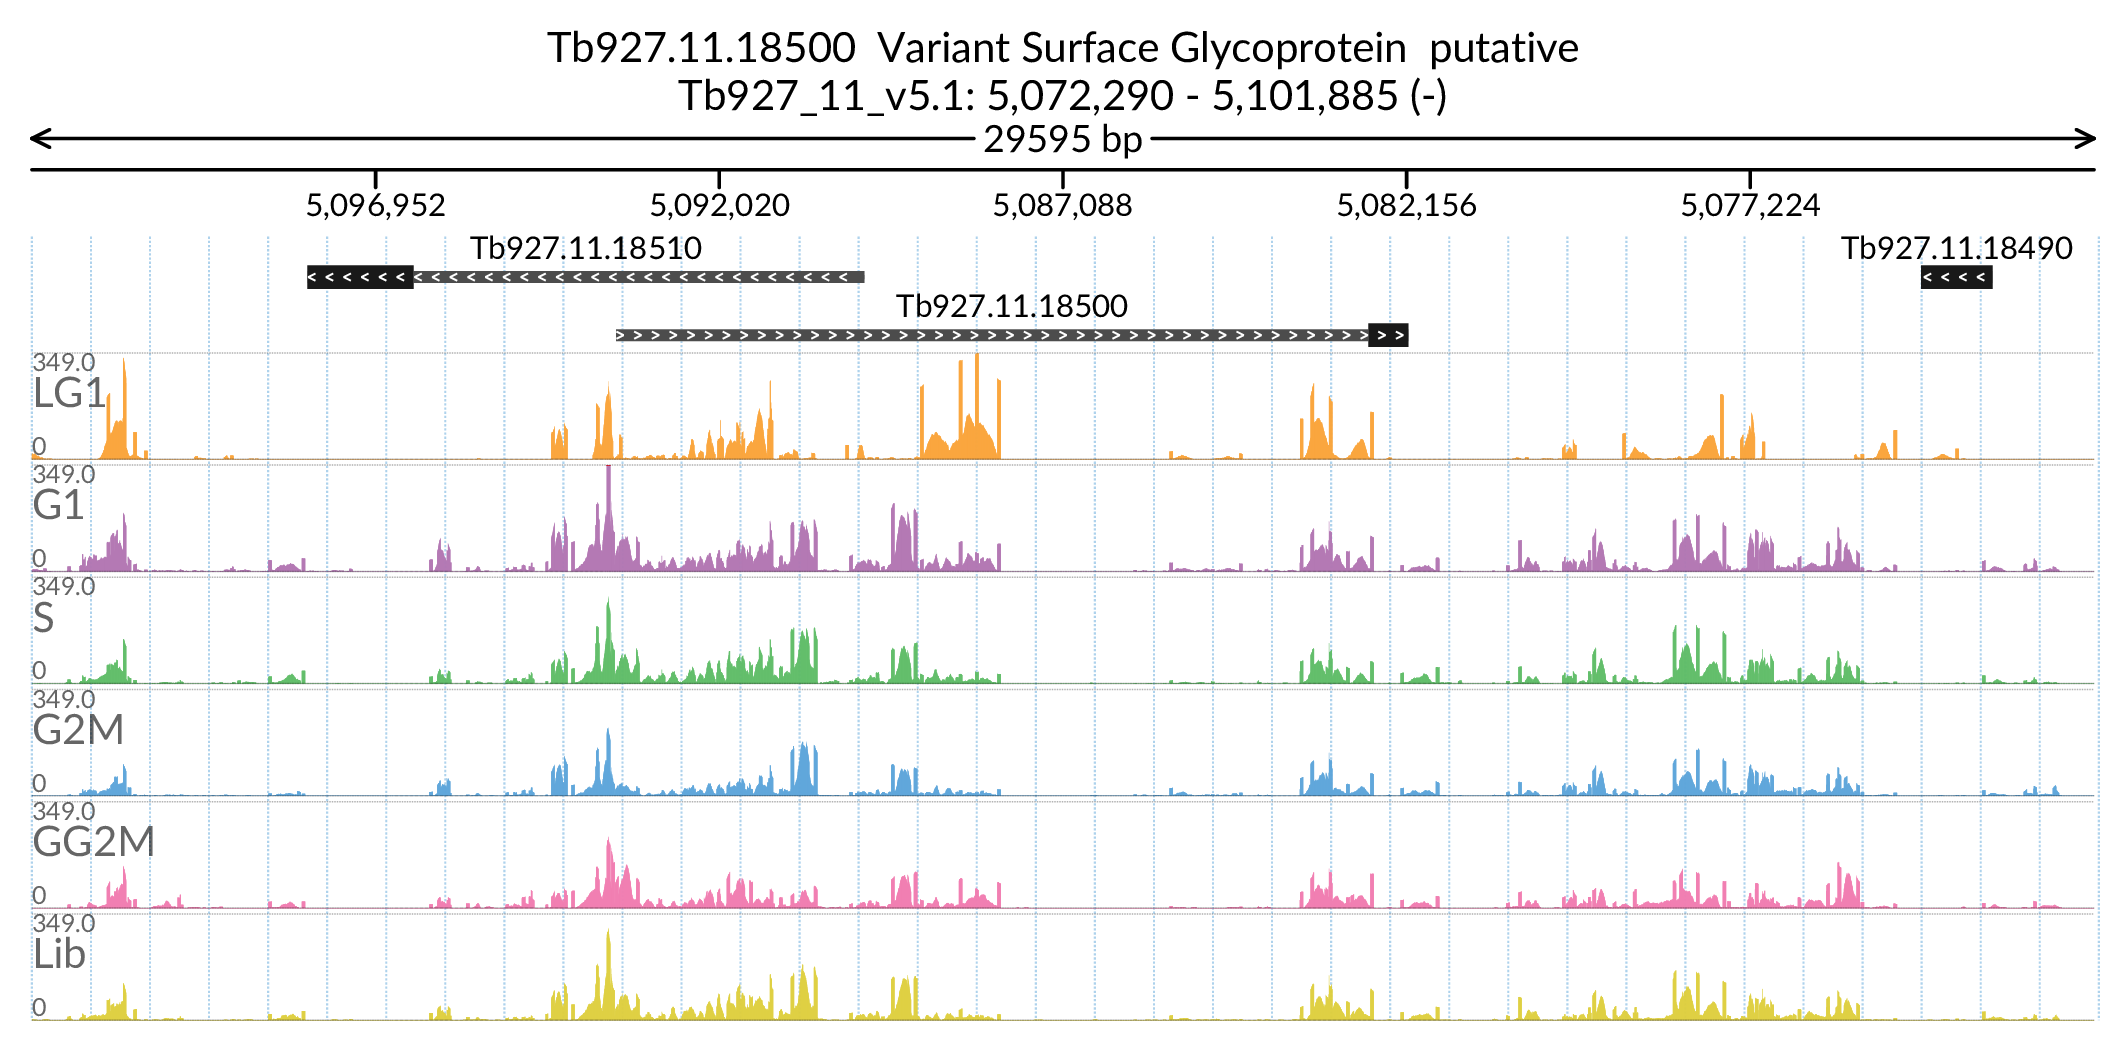 Tb927.11.18500  Variant Surface Glycoprotein  putative
Tb927_11_v5.1: 5,072,290 - 5,101,885 (-)
29595 bp
5,096,952 5,092,020 5,087,088 5,082,156 5,077,224
Tb927.11.18510 Tb927.11.18490
Tb927.11.18500
349.0
LG1
0
349.0
G1
0
349.0
S
0
349.0
G2M
0
349.0
GG2M
0
349.0
Lib
0